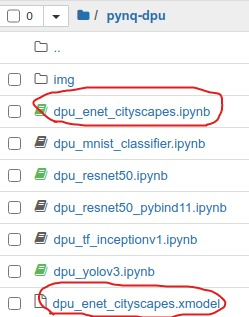 0 / pynq-dpu
..
img
dpu_enet_cityscapes.ipynb
dpu_mnist_classifier.ipynb
dpu_resnet50.ipynb
dpu_resnet50_pybind11.ipynb
dpu_tf_inceptionv1.ipynb
dpu_yolov3.ipynb
dpu_enet_cityscapes.xmodel